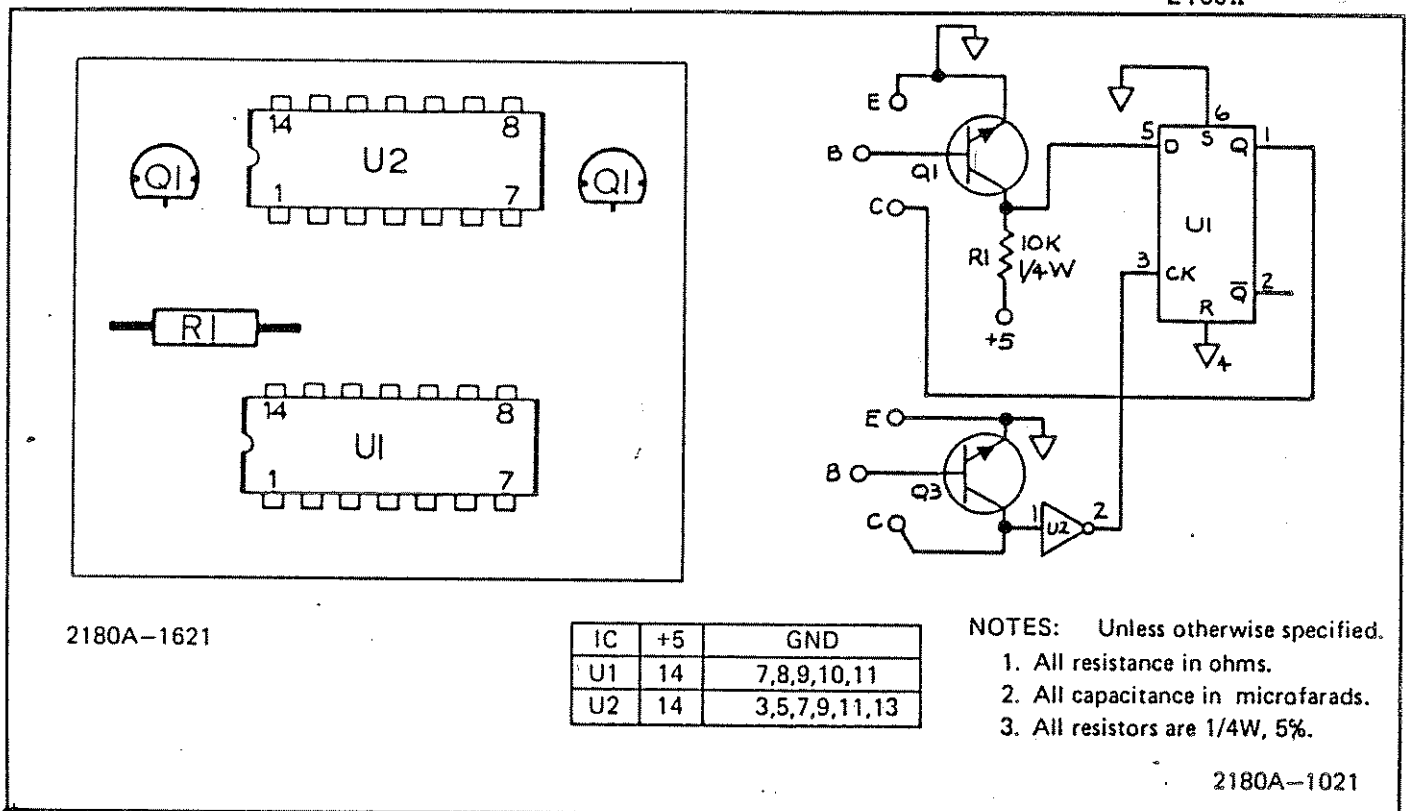 14 8
U2
1 7
Q1
Q1
R1
14 8
U1
1 7
2180A–1621
E
B
Q1
C
R1 10K
1/4W
+5
5 D
6
S
Q 1
U1
3 CK
Q̅ 2
R
4
E
B
Q3
C
1 U2 2
IC +5 GND
U1 14 7,8,9,10,11
U2 14 3,5,7,9,11,13
NOTES: Unless otherwise specified.
1. All resistance in ohms.
2. All capacitance in microfarads.
3. All resistors are 1/4W, 5%.
2180A–1021